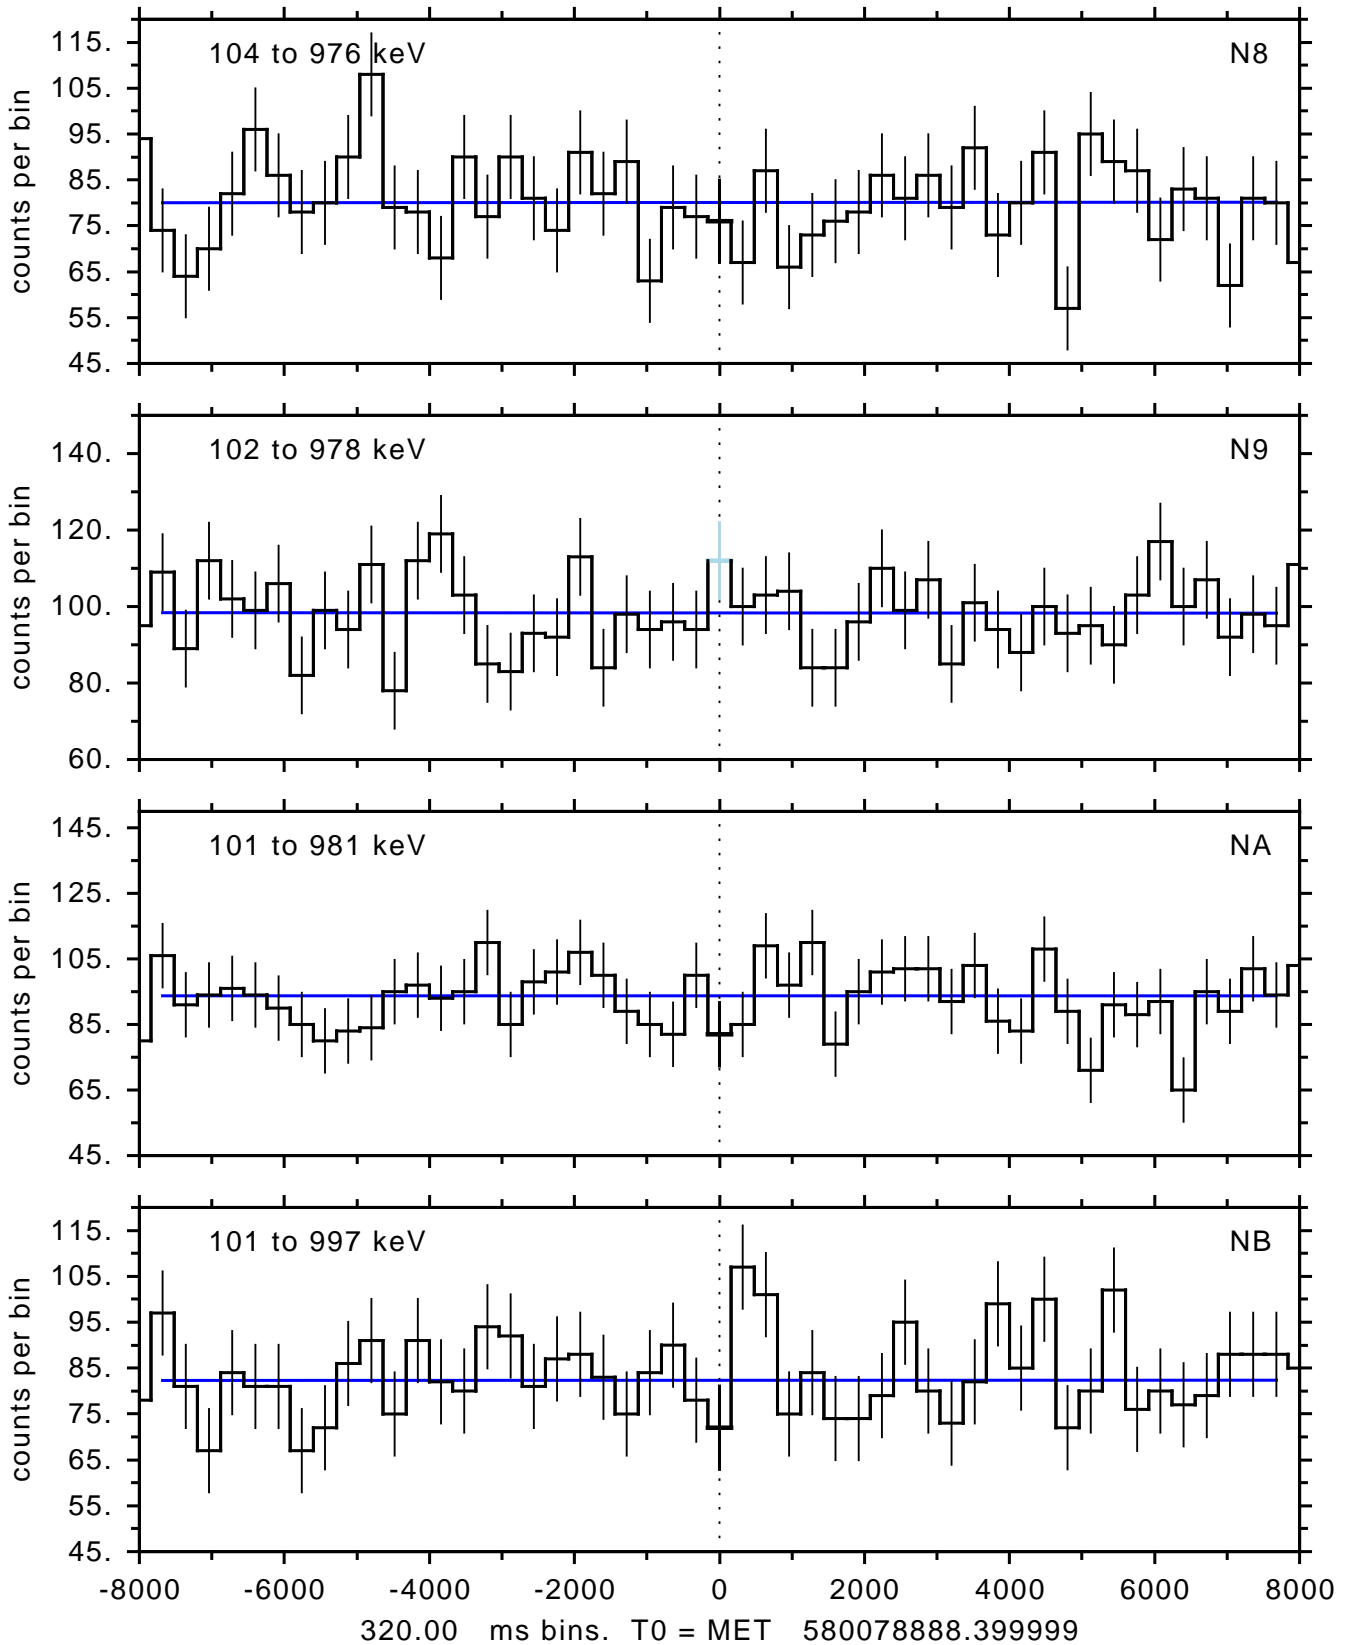 104 to 976 keV N8
115.
105.
95.
85.
75.
65.
55.
45.
counts per bin
102 to 978 keV N9
140.
120.
100.
80.
60.
counts per bin
101 to 981 keV NA
145.
125.
105.
85.
65.
45.
counts per bin
101 to 997 keV NB
115.
105.
95.
85.
75.
65.
55.
45.
counts per bin
-8000 -6000 -4000 -2000 0 2000 4000 6000 8000
320.00 ms bins. T0 = MET 580078888.399999